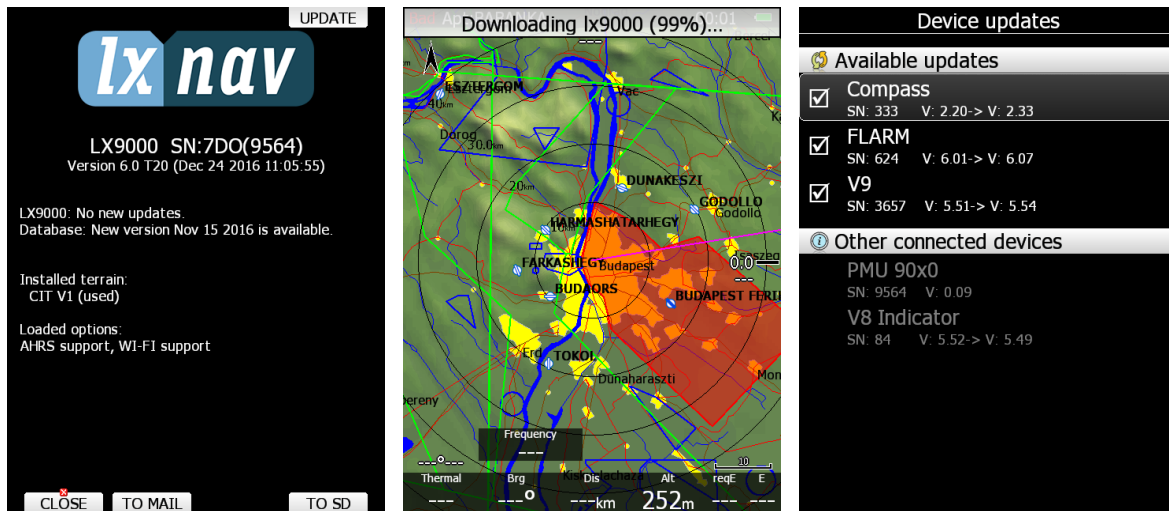 UPDATE
lx nav
LX9000 SN:7DO(9564)
Version 6.0 T20 (Dec 24 2016 11:05:55)
LX9000: No new updates.
Database: New version Nov 15 2016 is available.
Installed terrain:
CIT V1 (used)
Loaded options:
AHRS support, WI-FI support
CLOSE TO MAIL TO SD
Downloading lx9000 (99%)...
---
ESZTERGOM
Vac
40km
Dorog
30.0km
20km
DUNAKESZI
GODOLLO
Godollo
HARMASHATARHEGY
10km
FARKASHEGY
Budapest
0.0
---
BUDAORS
BUDAPEST FERI
Erd
TOKOL
Dunaharaszti
Mon
bereny
Frequency
---
---°---
10
Thermal Brg Dis Alt reqE E
--- ---° ---km 252m --- ---
Device updates
Available updates
Compass
SN: 333 V: 2.20-> V: 2.33
FLARM
SN: 624 V: 6.01-> V: 6.07
V9
SN: 3657 V: 5.51-> V: 5.54
Other connected devices
PMU 90x0
SN: 9564 V: 0.09
V8 Indicator
SN: 84 V: 5.52-> V: 5.49